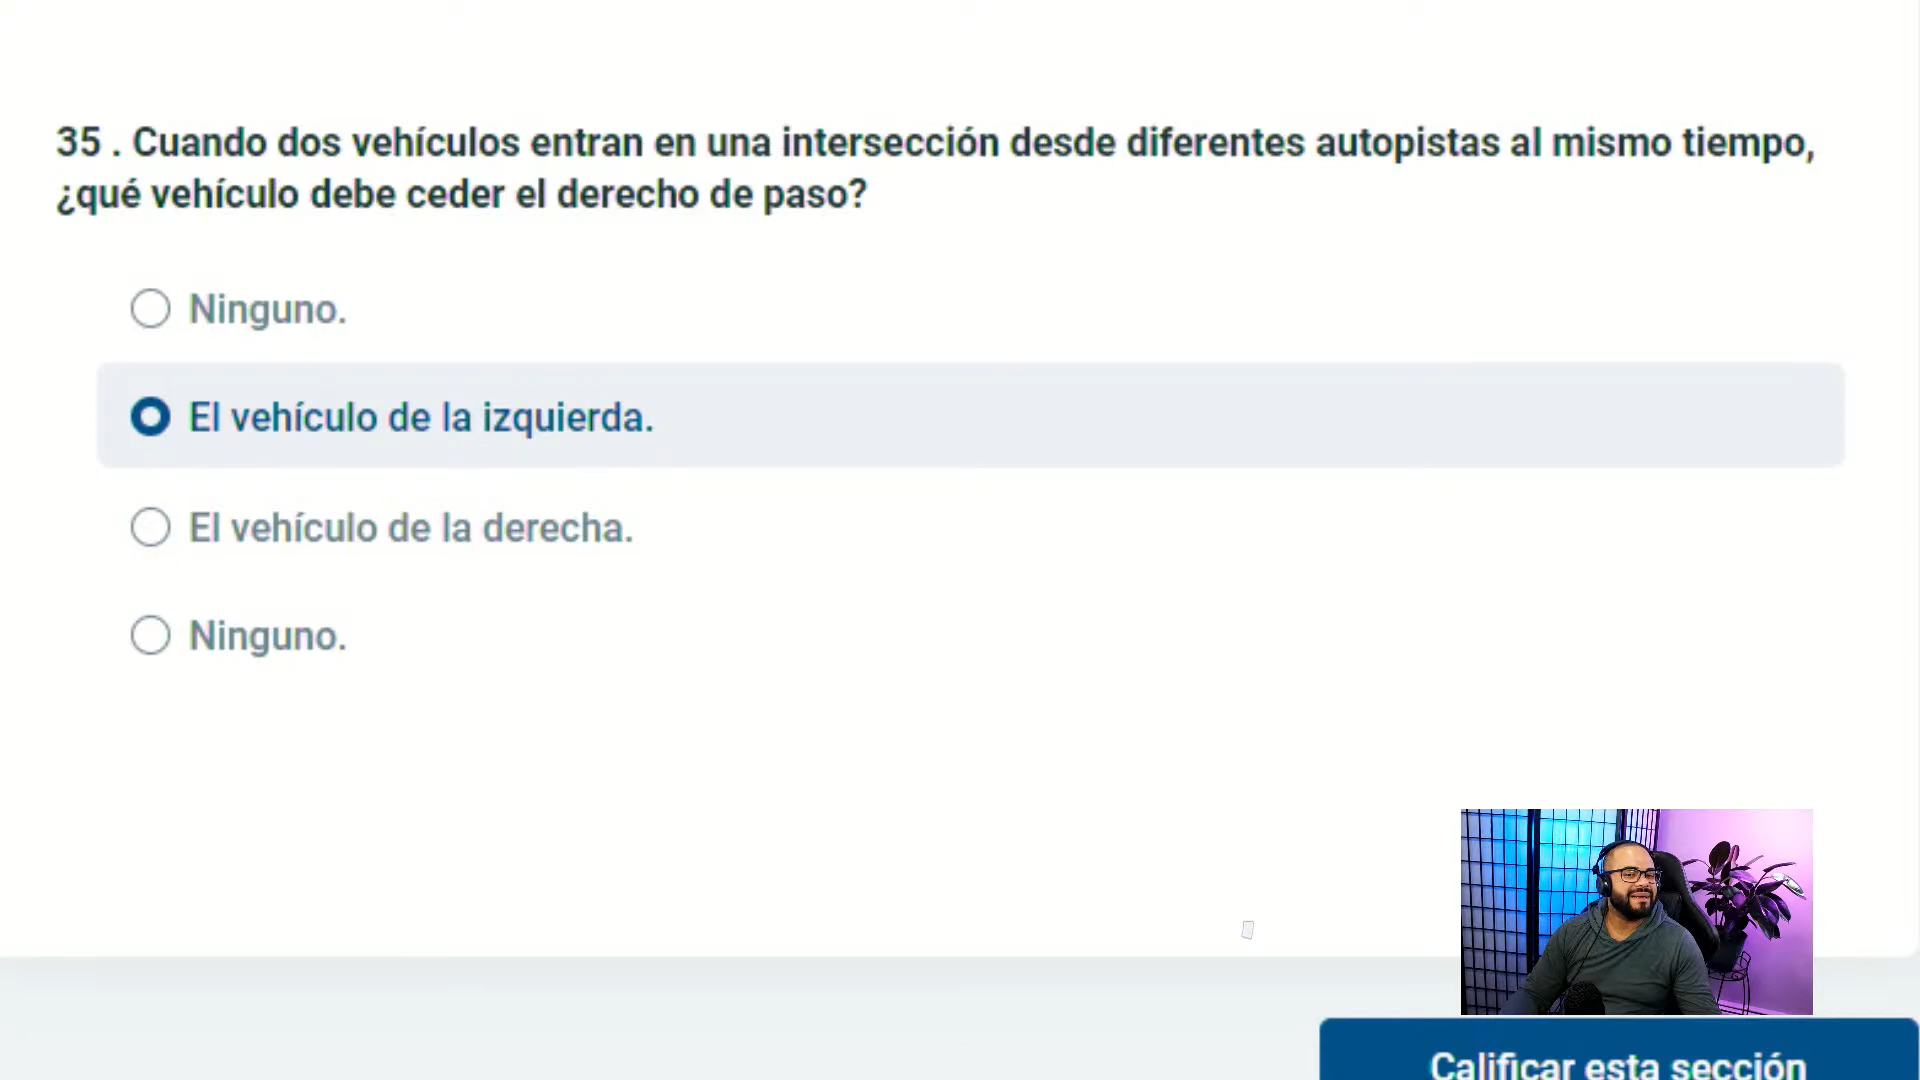 35 . Cuando dos vehículos entran en una intersección desde diferentes autopistas al mismo tiempo,
¿qué vehículo debe ceder el derecho de paso?
Ninguno.
El vehículo de la izquierda.
El vehículo de la derecha.
Ninguno.
Calificar esta sección